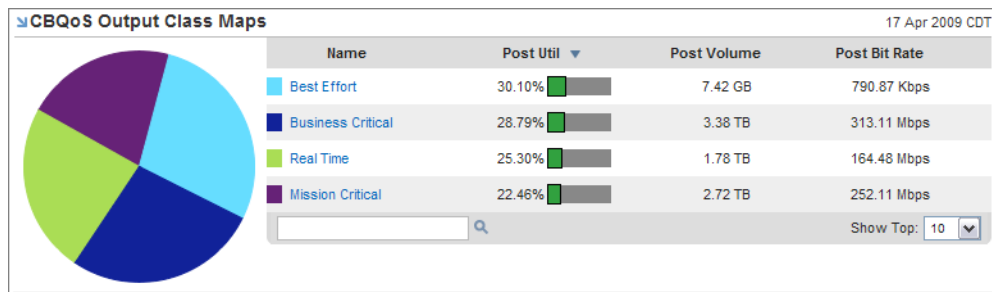 CBQoS Output Class Maps 17 Apr 2009 CDT
Name Post Util Post Volume Post Bit Rate
Best Effort 30.10% 7.42 GB 790.87 Kbps
Business Critical 28.79% 3.38 TB 313.11 Mbps
Real Time 25.30% 1.78 TB 164.48 Mbps
Mission Critical 22.46% 2.72 TB 252.11 Mbps
Show Top: 10